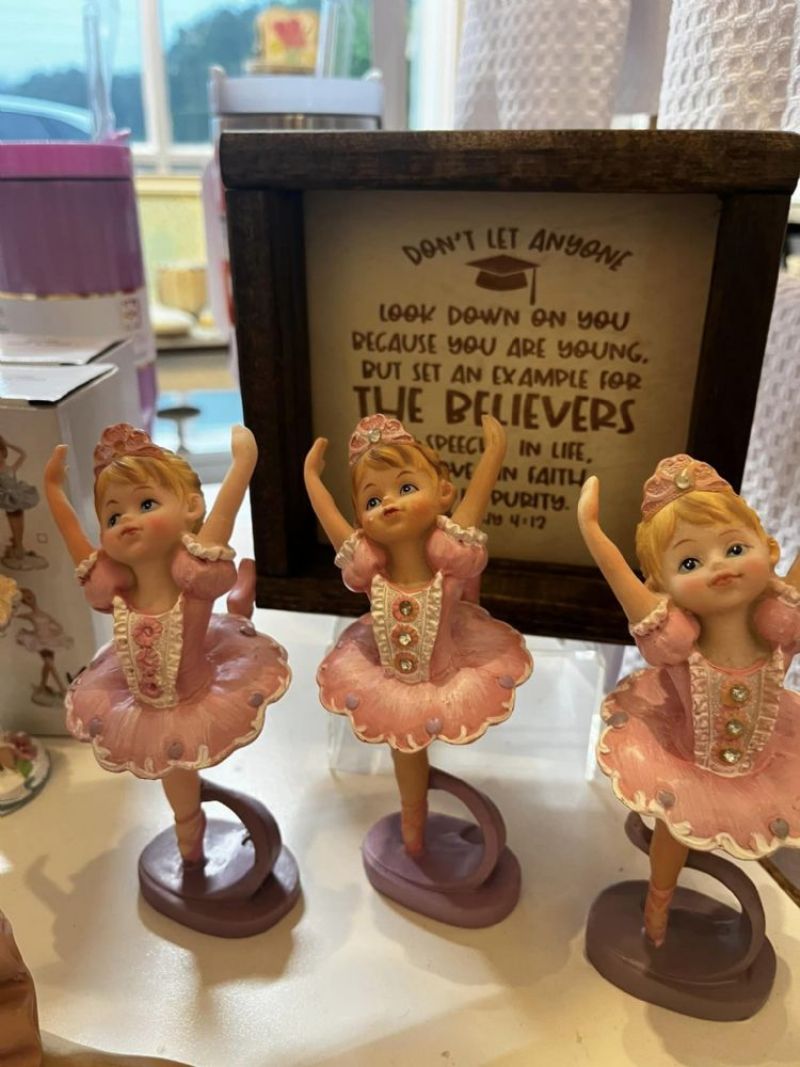 DON'T LET ANYONE
LOOK DOWN ON YOU
BECAUSE YOU ARE YOUNG,
BUT SET AN EXAMPLE FOR
THE BELIEVERS
SPEECH, IN LIFE,
IN FAITH
PURITY.
4:12